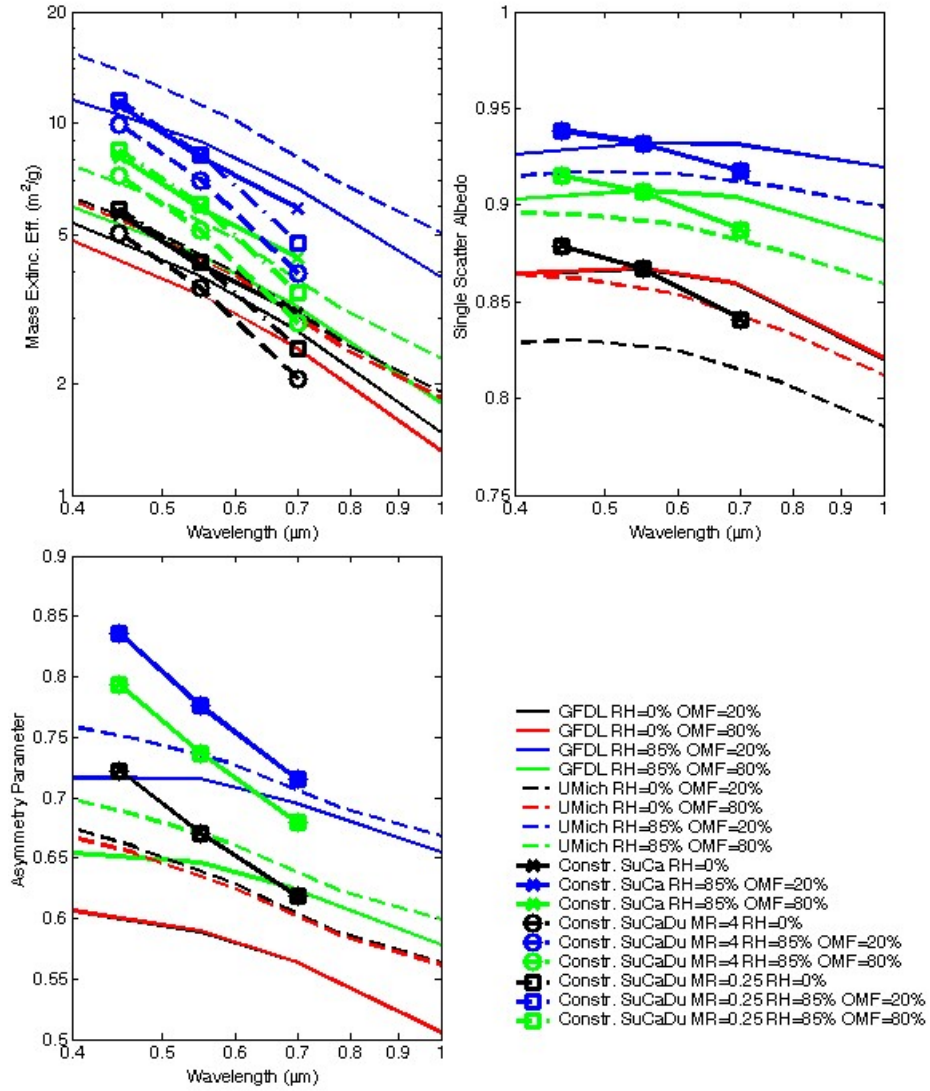 20
10
5
2
1
Mass Extinc. Eff. (m²/g)
0.4 0.5 0.6 0.7 0.8 0.9 1
Wavelength (μm)
0.95
0.9
0.85
0.8
0.75
Single Scatter Albedo
0.4 0.5 0.6 0.7 0.8 0.9 1
Wavelength (μm)
0.9
0.85
0.8
0.75
0.7
0.65
0.6
0.55
0.5
Asymmetry Parameter
0.4 0.5 0.6 0.7 0.8 0.9 1
Wavelength (μm)
GFDL RH=0% OMF=20%
GFDL RH=0% OMF=80%
GFDL RH=85% OMF=20%
GFDL RH=85% OMF=80%
UMich RH=0% OMF=20%
UMich RH=0% OMF=80%
UMich RH=85% OMF=20%
UMich RH=85% OMF=80%
Constr. SuCa RH=0%
Constr. SuCa RH=85% OMF=20%
Constr. SuCa RH=85% OMF=80%
Constr. SuCaDu MR=4 RH=0%
Constr. SuCaDu MR=4 RH=85% OMF=20%
Constr. SuCaDu MR=4 RH=85% OMF=80%
Constr. SuCaDu MR=0.25 RH=0%
Constr. SuCaDu MR=0.25 RH=85% OMF=20%
Constr. SuCaDu MR=0.25 RH=85% OMF=80%